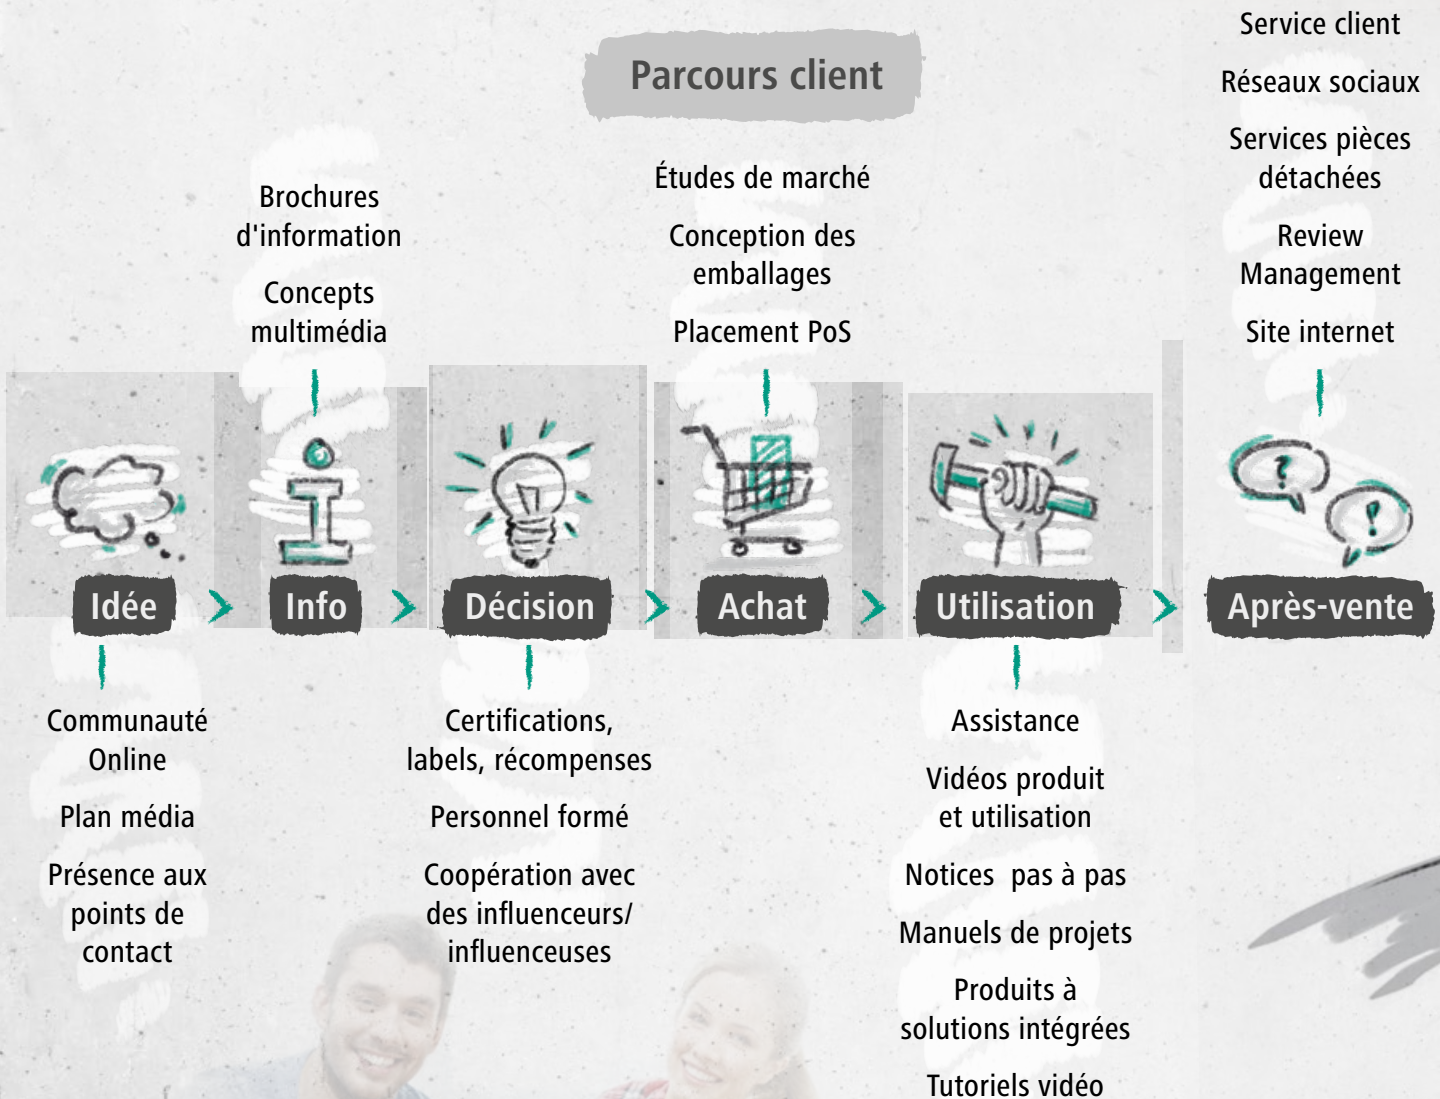 Parcours client
Brochures
d'information
Concepts
multimédia
Études de marché
Conception des
emballages
Placement PoS
Service client
Réseaux sociaux
Services pièces
détachées
Review
Management
Site internet
?
!
Idée
Info
Décision
Achat
Utilisation
Après-vente
Communauté
Online
Plan média
Présence aux
points de
contact
Certifications,
labels, récompenses
Personnel formé
Coopération avec
des influenceurs/
influenceuses
Assistance
Vidéos produit
et utilisation
Notices pas à pas
Manuels de projets
Produits à
solutions intégrées
Tutoriels vidéo